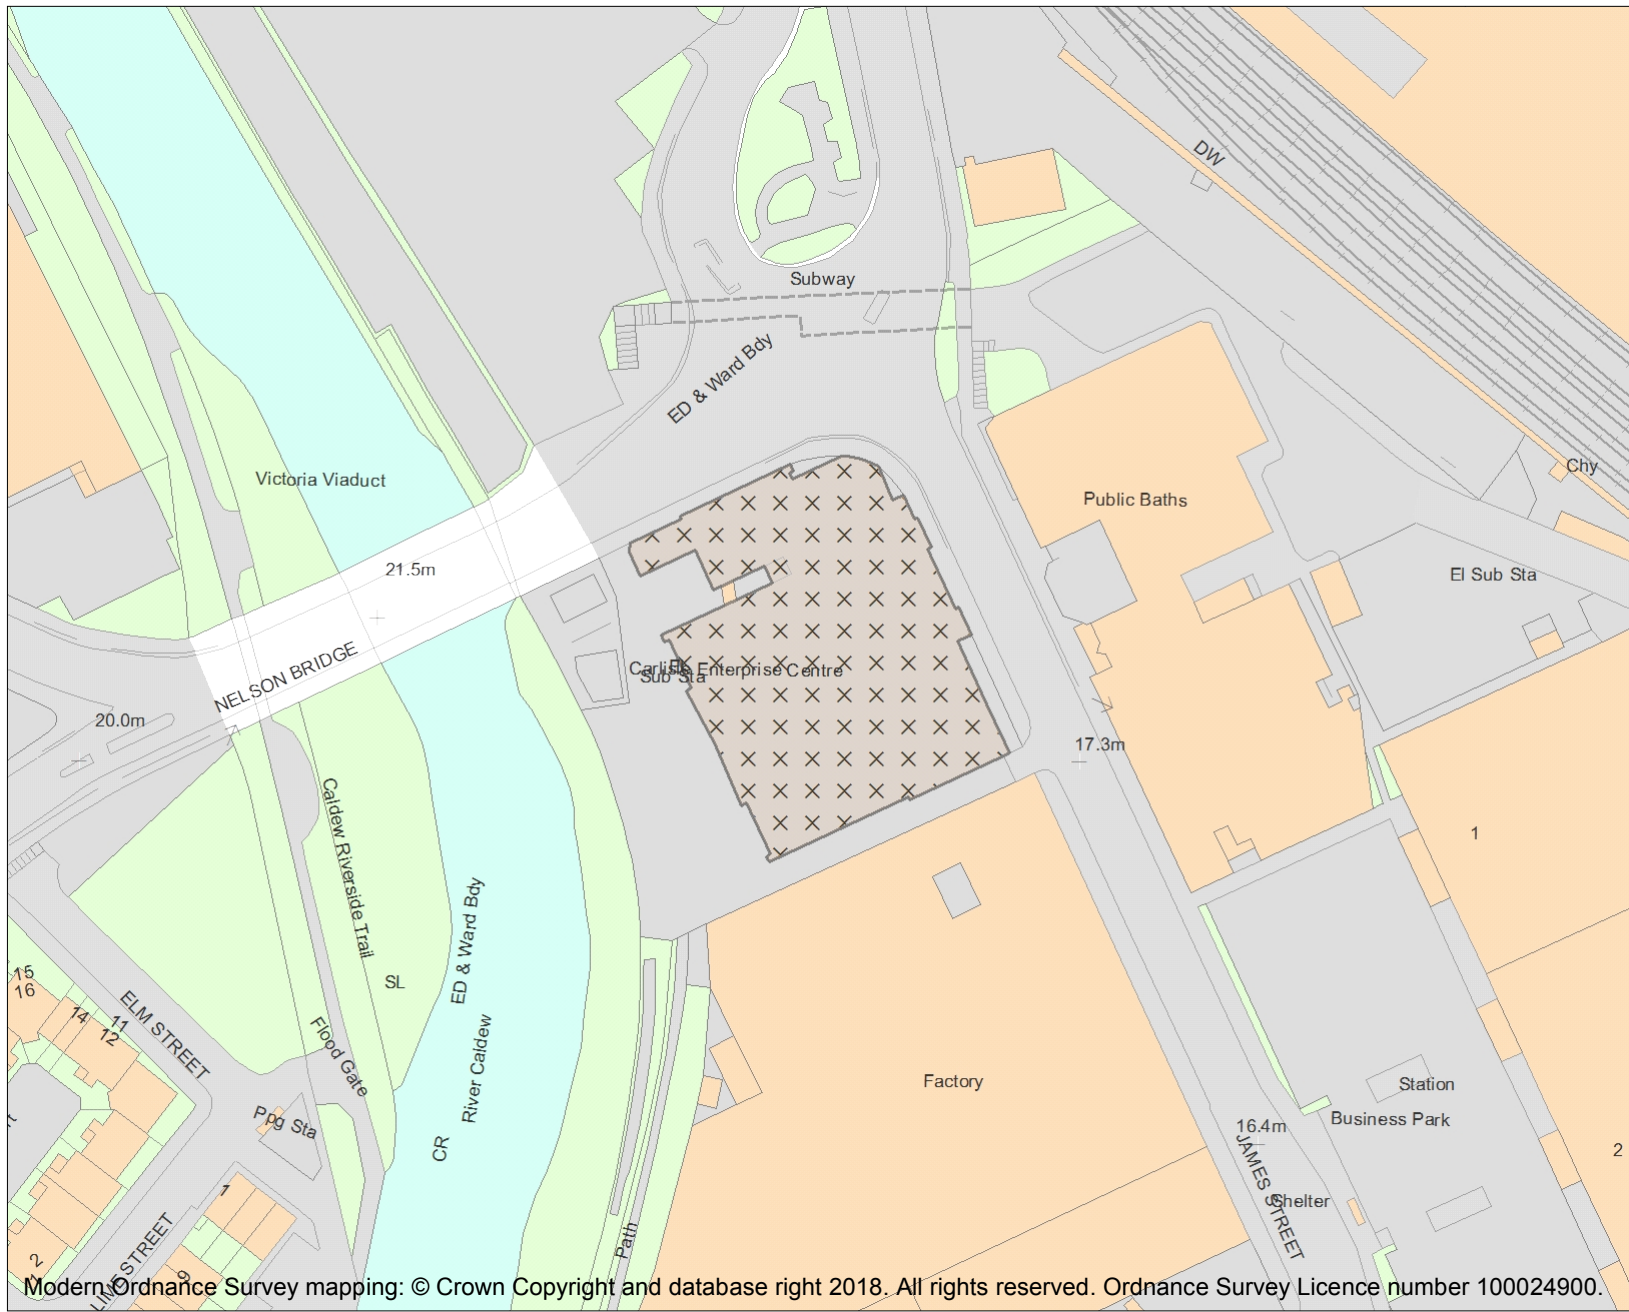 DW
Subway
ED & Ward Bdy
Chy
Victoria Viaduct
Public Baths
21.5m
El Sub Sta
NELSON BRIDGE
Carlisle Enterprise Centre
El
Sub Sta
20.0m
17.3m
Caldew Riverside Trail
1
ED & Ward Bdy
SL
15
16
ELM STREET
14
11
12
Flood Gate
River Caldew
Factory
Station
Business Park
Ppg Sta
CR
16.4m
JAMES STREET
2
1
Shelter
Path
LIME STREET
2
9
Modern Ordnance Survey mapping: © Crown Copyright and database right 2018. All rights reserved. Ordnance Survey Licence number 100024900.